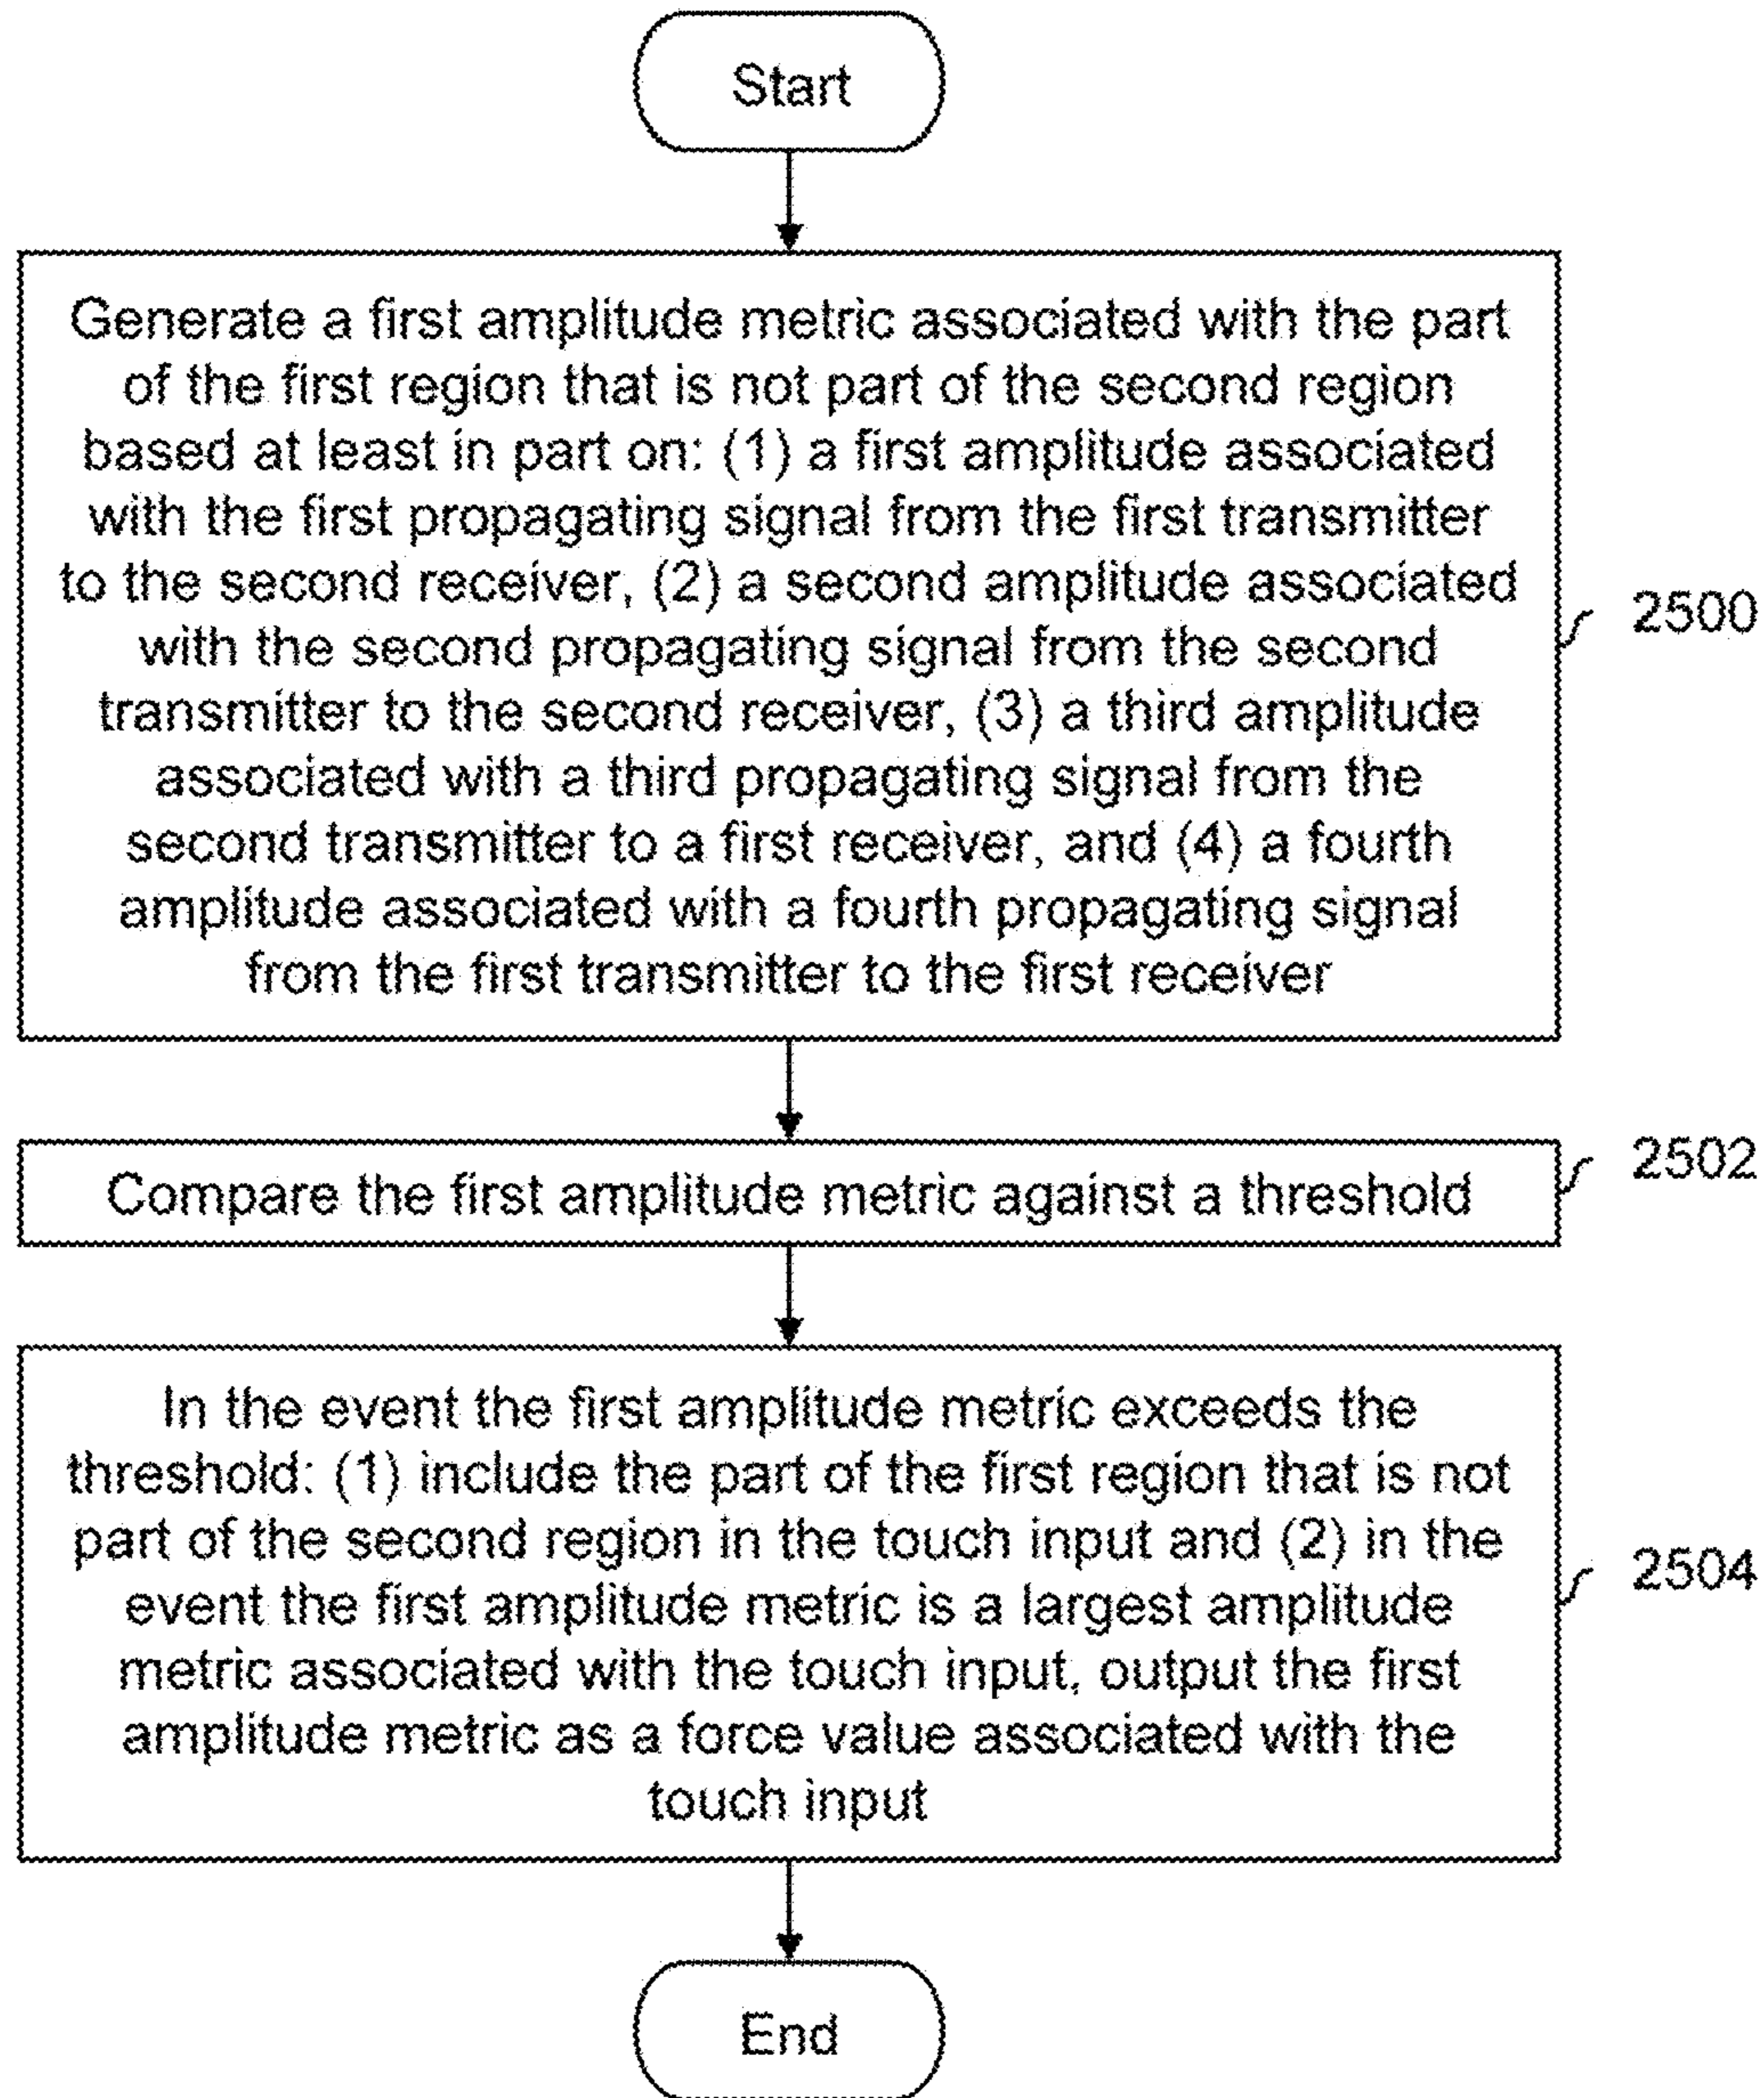 Start
Generate a first amplitude metric associated with the part
of the first region that is not part of the second region
based at least in part on: (1) a first amplitude associated
with the first propagating signal from the first transmitter
to the second receiver, (2) a second amplitude associated
with the second propagating signal from the second
transmitter to the second receiver, (3) a third amplitude
associated with a third propagating signal from the
second transmitter to a first receiver, and (4) a fourth
amplitude associated with a fourth propagating signal
from the first transmitter to the first receiver
2500
Compare the first amplitude metric against a threshold
2502
In the event the first amplitude metric exceeds the
threshold: (1) include the part of the first region that is not
part of the second region in the touch input and (2) in the
event the first amplitude metric is a largest amplitude
metric associated with the touch input, output the first
amplitude metric as a force value associated with the
touch input
2504
End